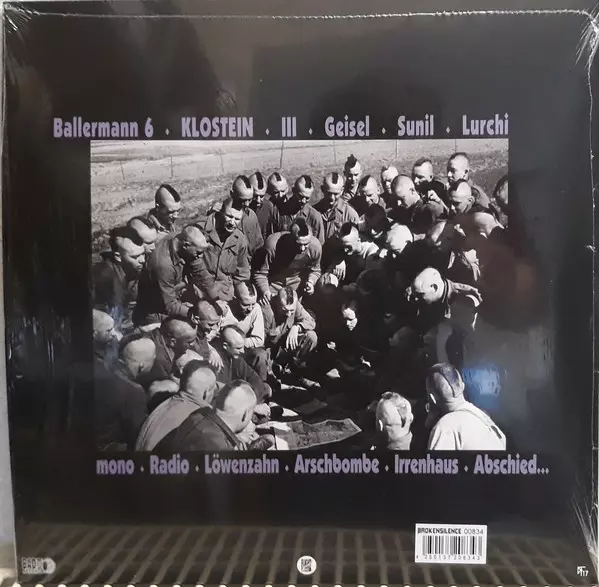 Ballermann 6 • KLOSTEIN • III • Geisel • Sunil • Lurchi
mono • Radio • Löwenzahn • Arschbombe • Irrenhaus • Abschied...
BROKENSILENCE 00834